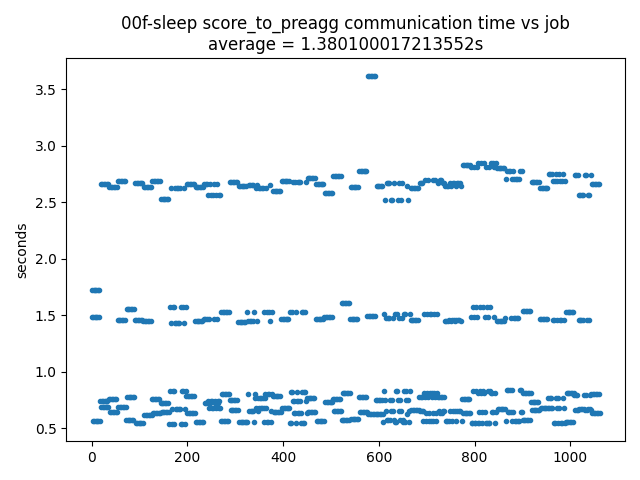 00f-sleep score_to_preagg communication time vs job
average = 1.380100017213552s
3.5
3.0
2.5
2.0
1.5
1.0
0.5
seconds
0 200 400 600 800 1000